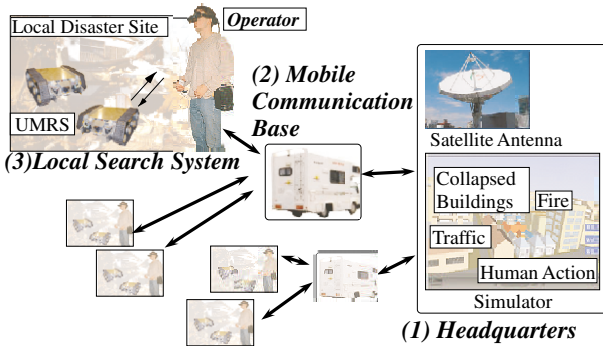 Local Disaster Site
Operator
UMRS
(3)Local Search System
(2) Mobile
Communication
Base
Satellite Antenna
Collapsed
Buildings
Fire
Traffic
Human Action
Simulator
(1) Headquarters